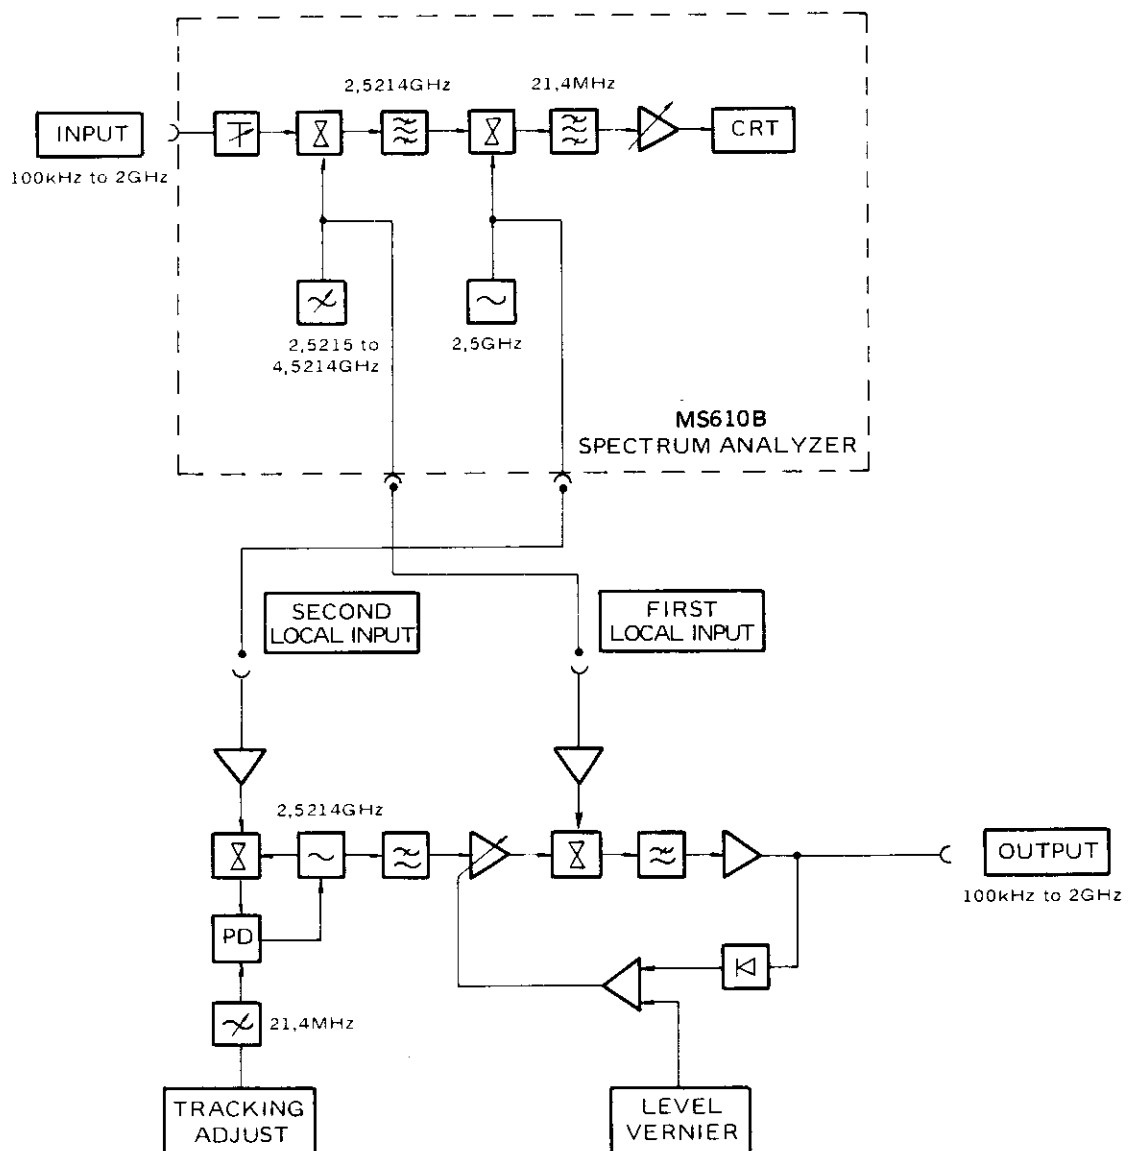 2,5214GHz
21,4MHz
INPUT
CRT
100kHz to 2GHz
2,5215 to
4,5214GHz
2,5GHz
MS610B
SPECTRUM ANALYZER
SECOND
LOCAL INPUT
FIRST
LOCAL INPUT
2,5214GHz
OUTPUT
100kHz to 2GHz
PD
21,4MHz
TRACKING
ADJUST
LEVEL
VERNIER